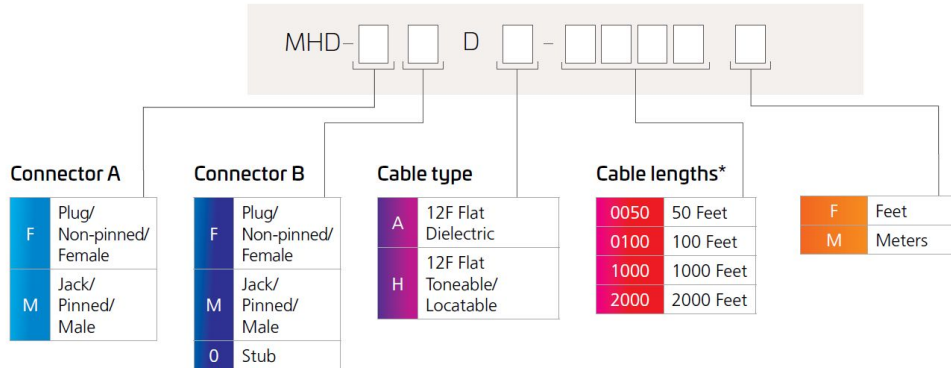 MHD- D -
Connector A
F Plug/
Non-pinned/
Female
M Jack/
Pinned/
Male
Connector B
F Plug/
Non-pinned/
Female
M Jack/
Pinned/
Male
0 Stub
Cable type
A 12F Flat
Dielectric
H 12F Flat
Toneable/
Locatable
Cable lengths*
0050 50 Feet
0100 100 Feet
1000 1000 Feet
2000 2000 Feet
F Feet
M Meters